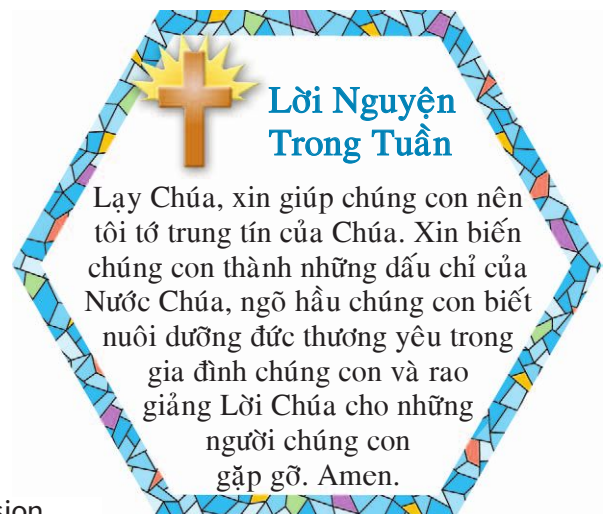 Lời Nguyện
Trong Tuần
Lạy Chúa, xin giúp chúng con nên
tôi tớ trung tín của Chúa. Xin biến
chúng con thành những dấu chỉ của
Nước Chúa, ngõ hầu chúng con biết
nuôi dưỡng đức thương yêu trong
gia đình chúng con và rao
giảng Lời Chúa cho những
người chúng con
gặp gỡ. Amen.